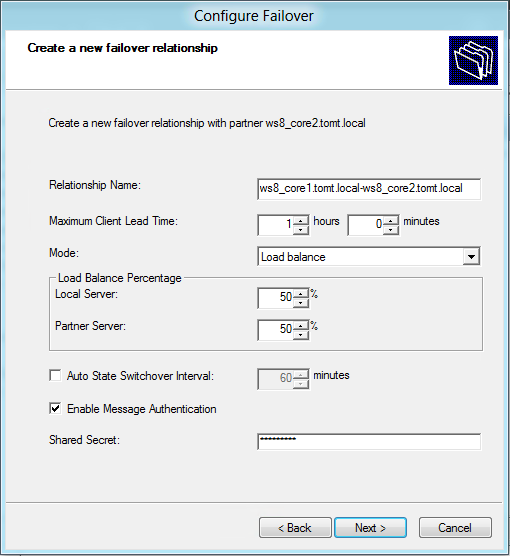 Configure Failover
Create a new failover relationship
Create a new failover relationship with partner ws8_core2.tomt.local
Relationship Name: ws8_core1.tomt.local-ws8_core2.tomt.local
Maximum Client Lead Time: 1 hours 0 minutes
Mode: Load balance
Load Balance Percentage
Local Server: 50 %
Partner Server: 50 %
Auto State Switchover Interval: 60 minutes
Enable Message Authentication
Shared Secret: *********
< Back Next > Cancel